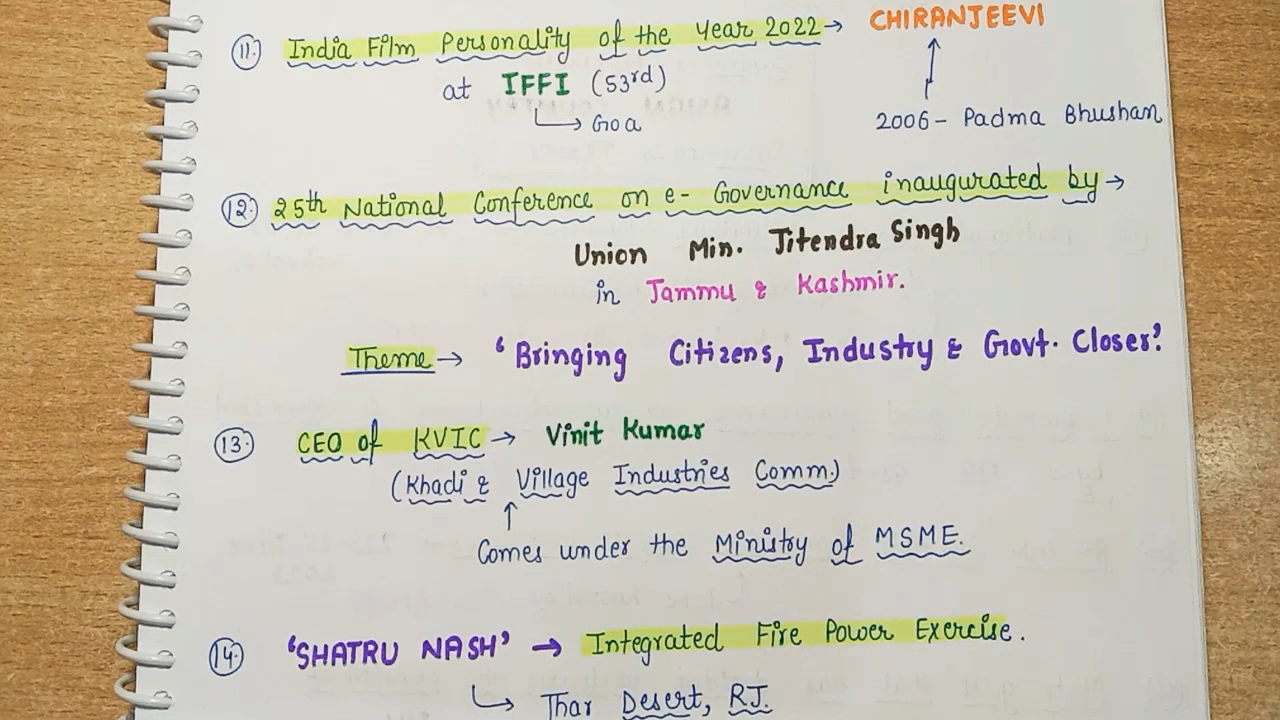 11. India Film Personality of the Year 2022 → CHIRANJEEVI
at IFFI (53rd)
→ Goa
2006 - Padma Bhushan
12. 25th National Conference on e-Governance inaugurated by →
Union Min. Jitendra Singh
in Jammu & Kashmir.
Theme → 'Bringing Citizens, Industry & Govt. Closer'.
13. CEO of KVIC → Vinit Kumar
(Khadi & Village Industries Comm.)
↑
Comes under the Ministry of MSME.
14. 'SHATRU NASH' → Integrated Fire Power Exercise.
→ Thar Desert, RJ.